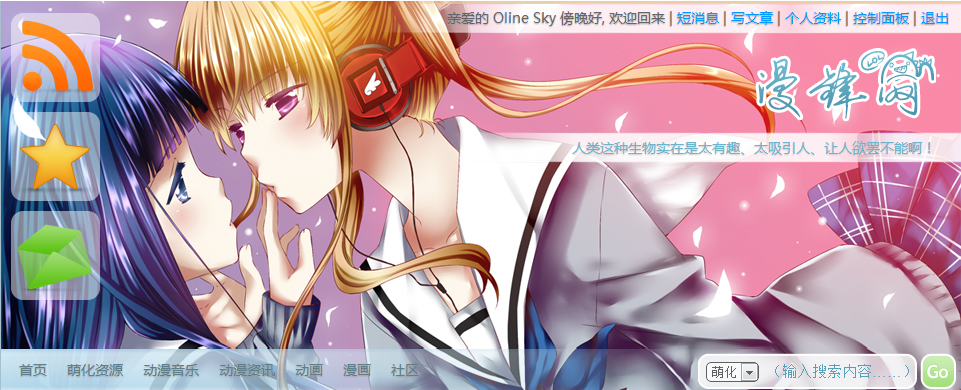 亲爱的 Oline Sky 傍晚好, 欢迎回来 | 短消息 | 写文章 | 个人资料 | 控制面板 | 退出
漫锋网
LOL
人类这种生物实在是太有趣、太吸引人、让人欲罢不能啊！
首页 萌化资源 动漫音乐 动漫资讯 动画 漫画 社区
萌化 （输入搜索内容……） Go